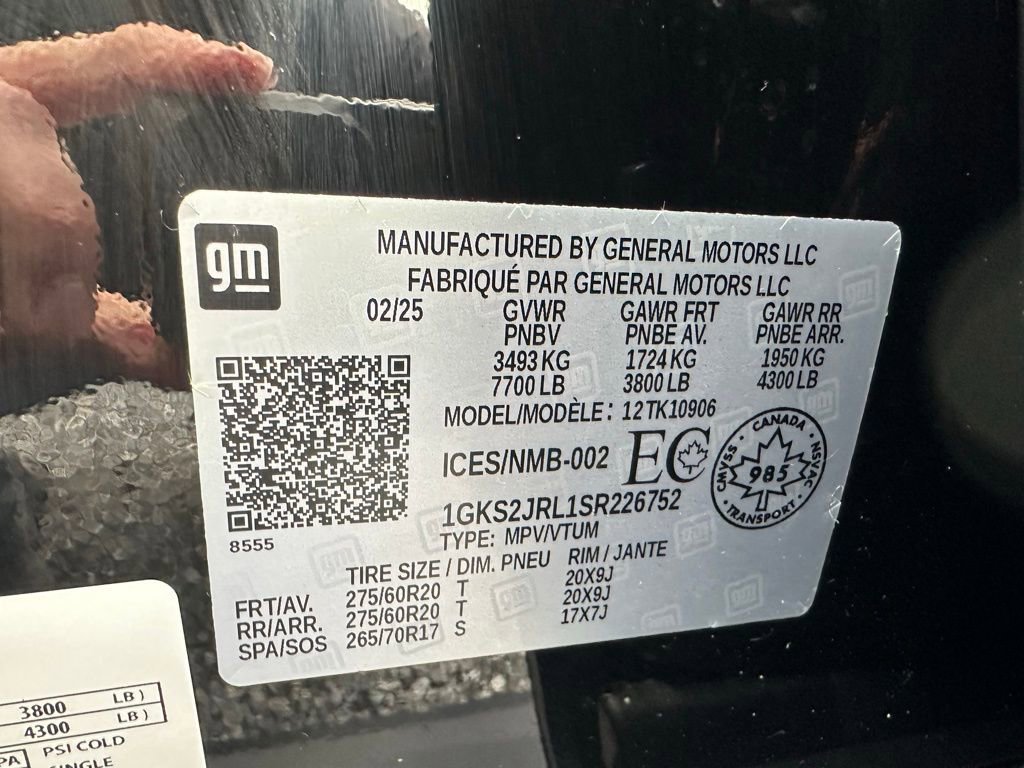 gm
MANUFACTURED BY GENERAL MOTORS LLC
FABRIQUÉ PAR GENERAL MOTORS LLC
02/25 GVWR GAWR FRT GAWR RR
PNBV PNBE AV. PNBE ARR.
3493 KG 1724 KG 1950 KG
7700 LB 3800 LB 4300 LB
MODEL/MODÈLE: 12TK10906
ICES/NMB-002 EC
CANADA
CMVSS 985 NSVAC
TRANSPORT
1GKS2JRL1SR226752
8555
TYPE: MPV/VTUM
TIRE SIZE / DIM. PNEU RIM / JANTE
FRT/AV. 275/60R20 T 20X9J
RR/ARR. 275/60R20 T 20X9J
SPA/SOS 265/70R17 S 17X7J
3800 LB )
4300 LB )
PSI COLD